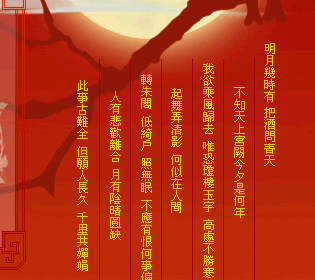 明月幾時有 把酒問青天
不知天上宮闕 今夕是何年
我欲乘風歸去 唯恐瓊樓玉宇 高處不勝寒
起舞弄清影 何似在人間
轉朱閣 低綺戶 照無眠 不應有恨 何事偏
人有悲歡離合 月有陰晴圓缺
此事古難全 但願人長久 千里共嬋娟